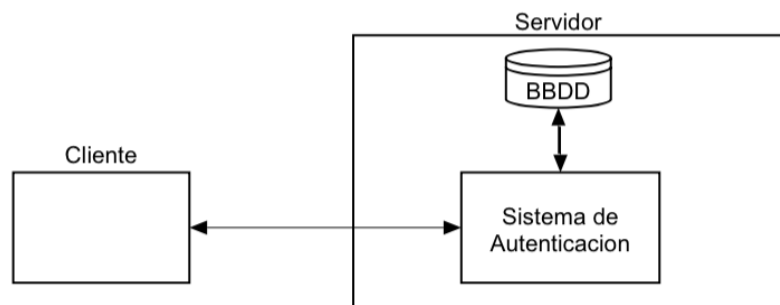 Servidor
BBDD
Cliente
Sistema de
Autenticacion